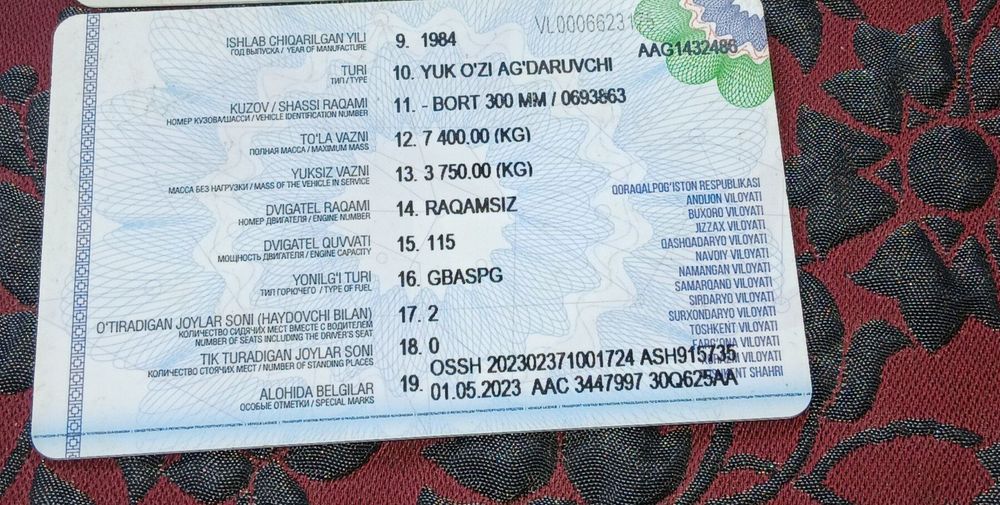 VL0006623175
AAG1432486
ISHLAB CHIQARILGAN YILI 9. 1984
ГОД ВЫПУСКА / YEAR OF MANUFACTURE
TURI 10. YUK O'ZI AG'DARUVCHI
ТИП / TYPE
KUZOV / SHASSI RAQAMI 11. - BORT 300 MM / 0693863
НОМЕР КУЗОВА/ШАССИ / VEHICLE IDENTIFICATION NUMBER
TO'LA VAZNI 12. 7 400.00 (KG)
ПОЛНАЯ МАССА / MAXIMUM MASS
YUKSIZ VAZNI 13. 3 750.00 (KG)
МАССА БЕЗ НАГРУЗКИ / MASS OF THE VEHICLE IN SERVICE
DVIGATEL RAQAMI 14. RAQAMSIZ
НОМЕР ДВИГАТЕЛЯ / ENGINE NUMBER
DVIGATEL QUVVATI 15. 115
МОЩНОСТЬ ДВИГАТЕЛЯ / ENGINE CAPACITY
YONILG'I TURI 16. GBASPG
ТИП ГОРЮЧЕГО / TYPE OF FUEL
O'TIRADIGAN JOYLAR SONI (HAYDOVCHI BILAN) 17. 2
КОЛИЧЕСТВО СИДЯЧИХ МЕСТ ВМЕСТЕ С ВОДИТЕЛЕМ
NUMBER OF SEATS INCLUDING THE DRIVER'S SEAT
TIK TURADIGAN JOYLAR SONI 18. 0
КОЛИЧЕСТВО СТОЯЧИХ МЕСТ / NUMBER OF STANDING PLACES
OSSH 202302371001724 ASH915735
ALOHIDA BELGILAR 19. 01.05.2023 AAC 3447997 30Q625AA
ОСОБЫЕ ОТМЕТКИ / SPECIAL MARKS
QORAQALPOG'ISTON RESPUBLIKASI
ANDIJON VILOYATI
BUXORO VILOYATI
JIZZAX VILOYATI
QASHQADARYO VILOYATI
NAVOIY VILOYATI
NAMANGAN VILOYATI
SAMARQAND VILOYATI
SIRDARYO VILOYATI
SURXONDARYO VILOYATI
TOSHKENT VILOYATI
FARG'ONA VILOYATI
VILOYATI
SHAHRI